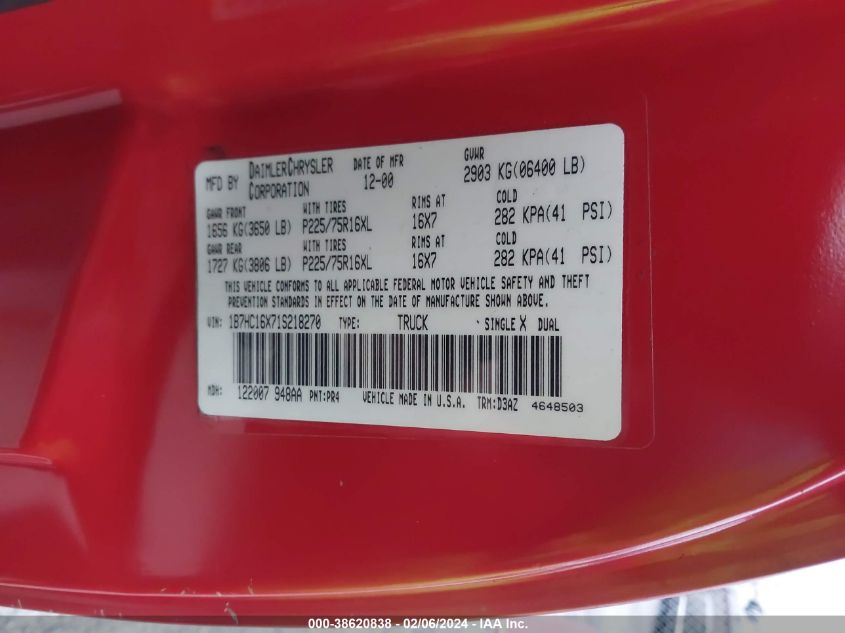 MFD BY DAIMLERCHRYSLER CORPORATION DATE OF MFR 12-00 GVWR 2903 KG(06400 LB)
GAWR FRONT WITH TIRES RIMS AT COLD
1656 KG(3650 LB) P225/75R16XL 16X7 282 KPA(41 PSI)
GAWR REAR WITH TIRES RIMS AT COLD
1727 KG(3806 LB) P225/75R16XL 16X7 282 KPA(41 PSI)
THIS VEHICLE CONFORMS TO ALL APPLICABLE FEDERAL MOTOR VEHICLE SAFETY AND THEFT
PREVENTION STANDARDS IN EFFECT ON THE DATE OF MANUFACTURE SHOWN ABOVE.
VIN: 1B7HC16X71S218270 TYPE: TRUCK SINGLE X DUAL
MDH: 122007 948AA PNT:PR4 VEHICLE MADE IN U.S.A. TRM:D3AZ 4648503
000-38620838 - 02/06/2024 - IAA Inc.